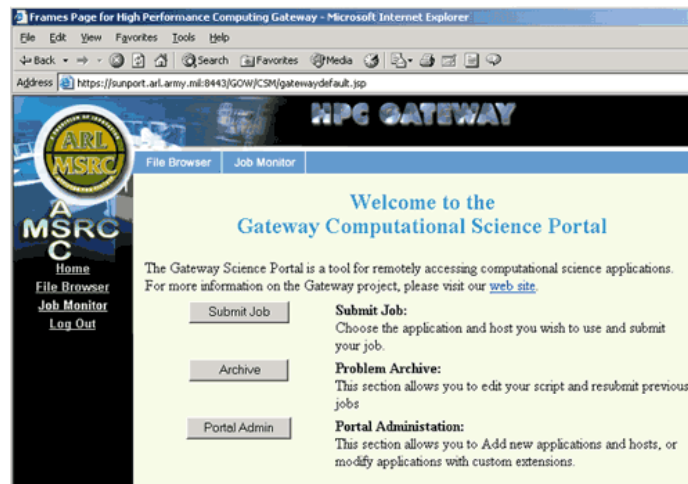 Frames Page for High Performance Computing Gateway - Microsoft Internet Explorer
File Edit View Favorites Tools Help
Back Search Favorites Media
Address https://sunport.arl.army.mil:8443/GOW/CSM/gatewaydefault.jsp
HPC GATEWAY
ARL
MSRC
File Browser Job Monitor
A
MSRC
C
Home
File Browser
Job Monitor
Log Out
Welcome to the
Gateway Computational Science Portal
The Gateway Science Portal is a tool for remotely accessing computational science applications.
For more information on the Gateway project, please visit our web site.
Submit Job Submit Job:
Choose the application and host you wish to use and submit
your job.
Archive Problem Archive:
This section allows you to edit your script and resubmit previous
jobs
Portal Admin Portal Administation:
This section allows you to Add new applications and hosts, or
modify applications with custom extensions.